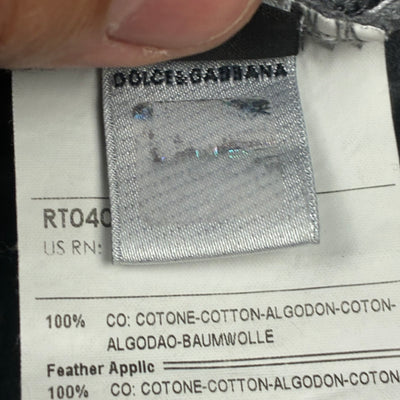 DOLCE&GABBANA
RT040
US RN:
100% CO: COTONE-COTTON-ALGODON-COTON-
ALGODAO-BAUMWOLLE
Feather Applic
100% CO: COTONE-COTTON-ALGODON-COTON